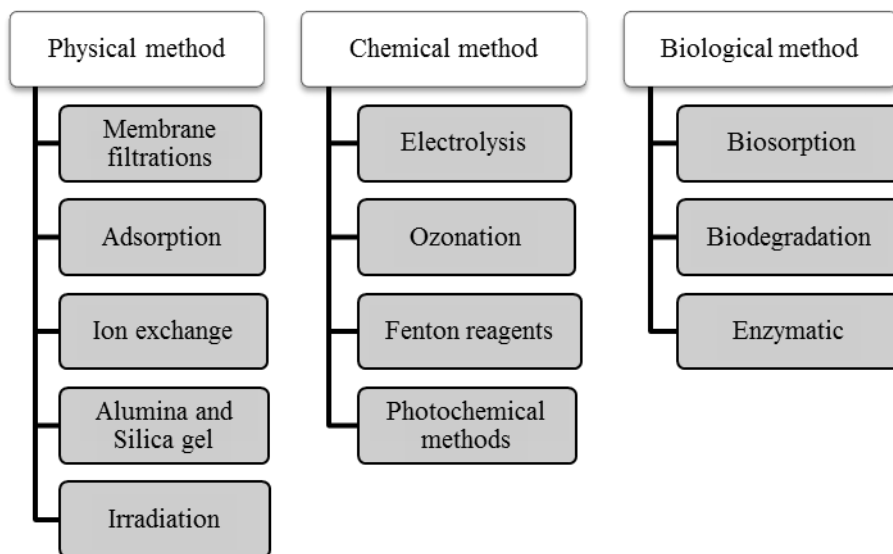 Physical method
Membrane
filtrations
Adsorption
Ion exchange
Alumina and
Silica gel
Irradiation
Chemical method
Electrolysis
Ozonation
Fenton reagents
Photochemical
methods
Biological method
Biosorption
Biodegradation
Enzymatic